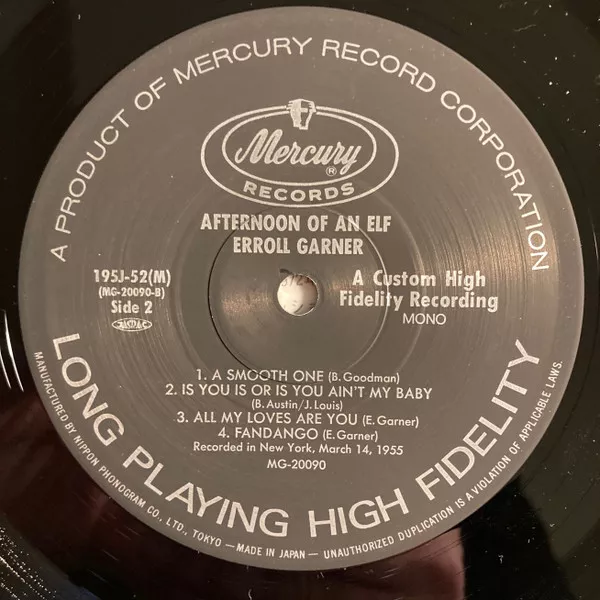 A PRODUCT OF MERCURY RECORD CORPORATION
Mercury
®
RECORDS
AFTERNOON OF AN ELF
ERROLL GARNER
195J-52(M)
(MG-20090-B)
Side 2
JASRAC
A Custom High
Fidelity Recording
MONO
1. A SMOOTH ONE (B. Goodman)
2. IS YOU IS OR IS YOU AIN'T MY BABY
(B. Austin/J. Louis)
3. ALL MY LOVES ARE YOU (E. Garner)
4. FANDANGO (E. Garner)
Recorded in New York, March 14, 1955
MG-20090
LONG PLAYING HIGH FIDELITY
MANUFACTURED BY NIPPON PHONOGRAM CO., LTD., TOKYO — MADE IN JAPAN — UNAUTHORIZED DUPLICATION IS A VIOLATION OF APPLICABLE LAWS.